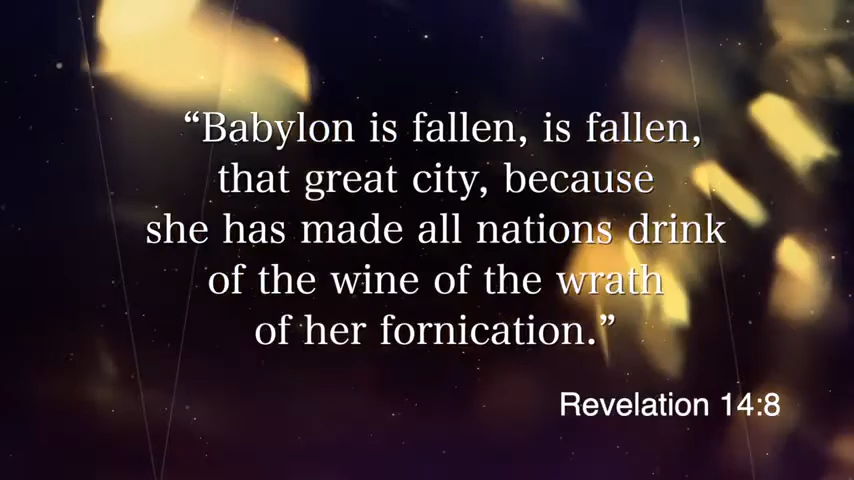 “Babylon is fallen, is fallen,
that great city, because
she has made all nations drink
of the wine of the wrath
of her fornication.”
Revelation 14:8